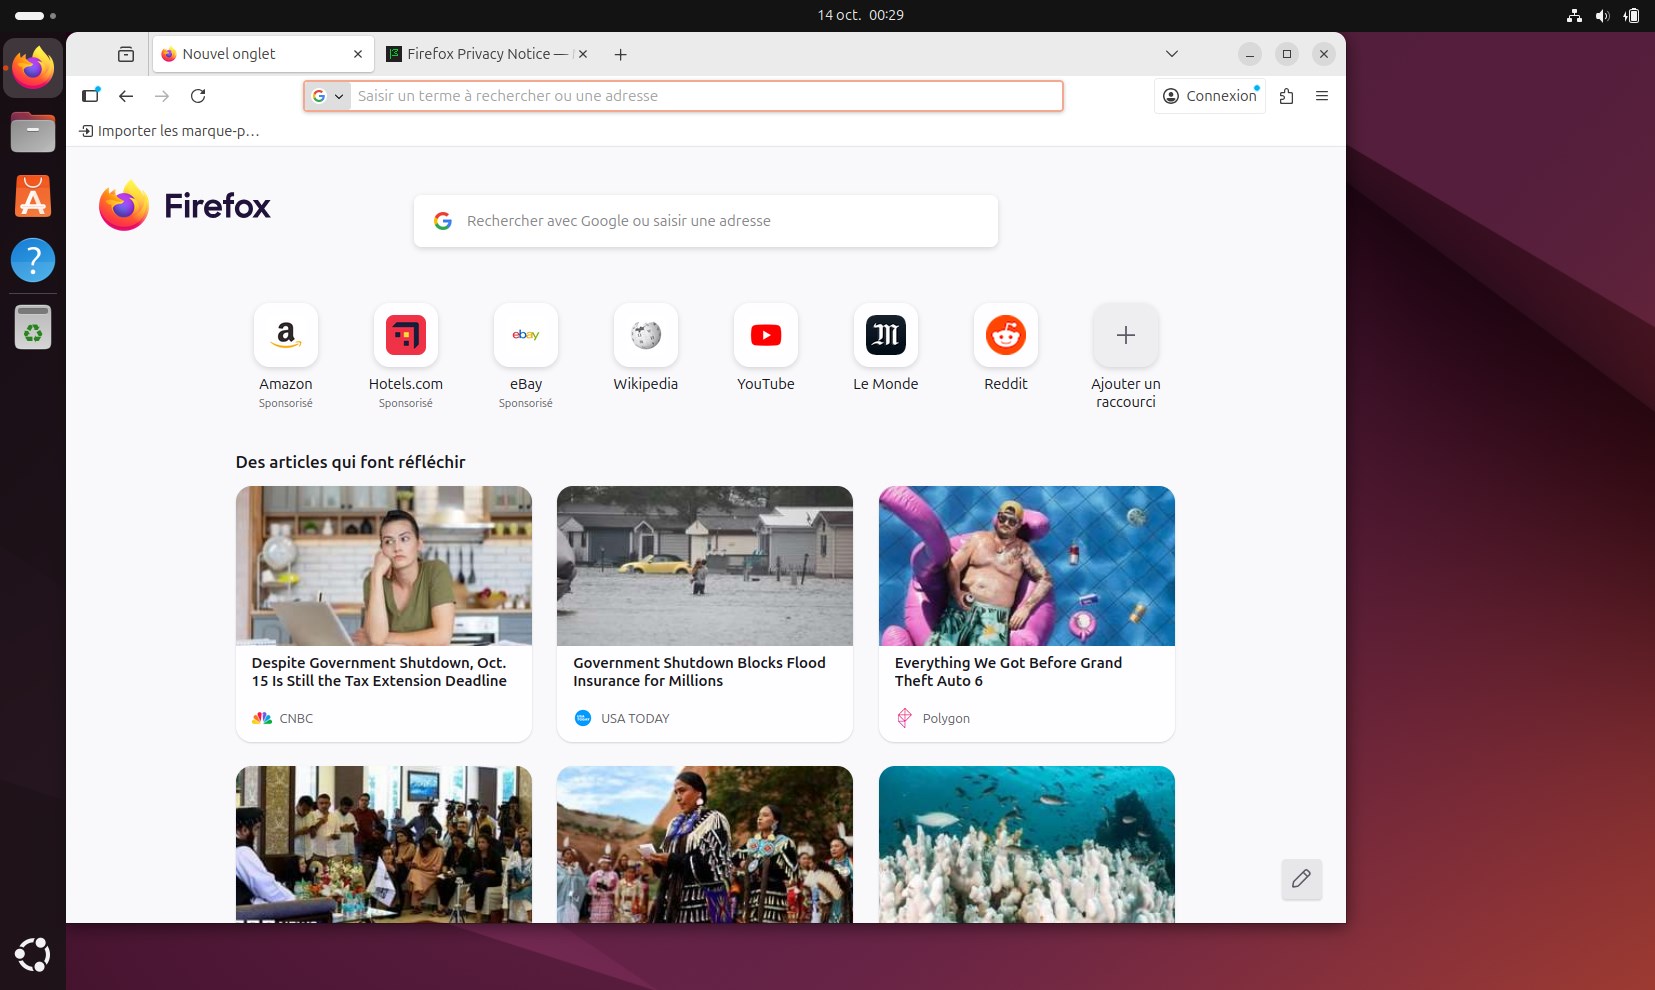 14 oct.  00:29
Nouvel onglet
Firefox Privacy Notice —
Saisir un terme à rechercher ou une adresse
Connexion
Importer les marque-p…
Firefox
Rechercher avec Google ou saisir une adresse
Amazon
Sponsorisé
Hotels.com
Sponsorisé
eBay
Sponsorisé
Wikipedia
YouTube
Le Monde
Reddit
Ajouter un
raccourci
Des articles qui font réfléchir
Despite Government Shutdown, Oct.
15 Is Still the Tax Extension Deadline
CNBC
Government Shutdown Blocks Flood
Insurance for Millions
USA TODAY
Everything We Got Before Grand
Theft Auto 6
Polygon